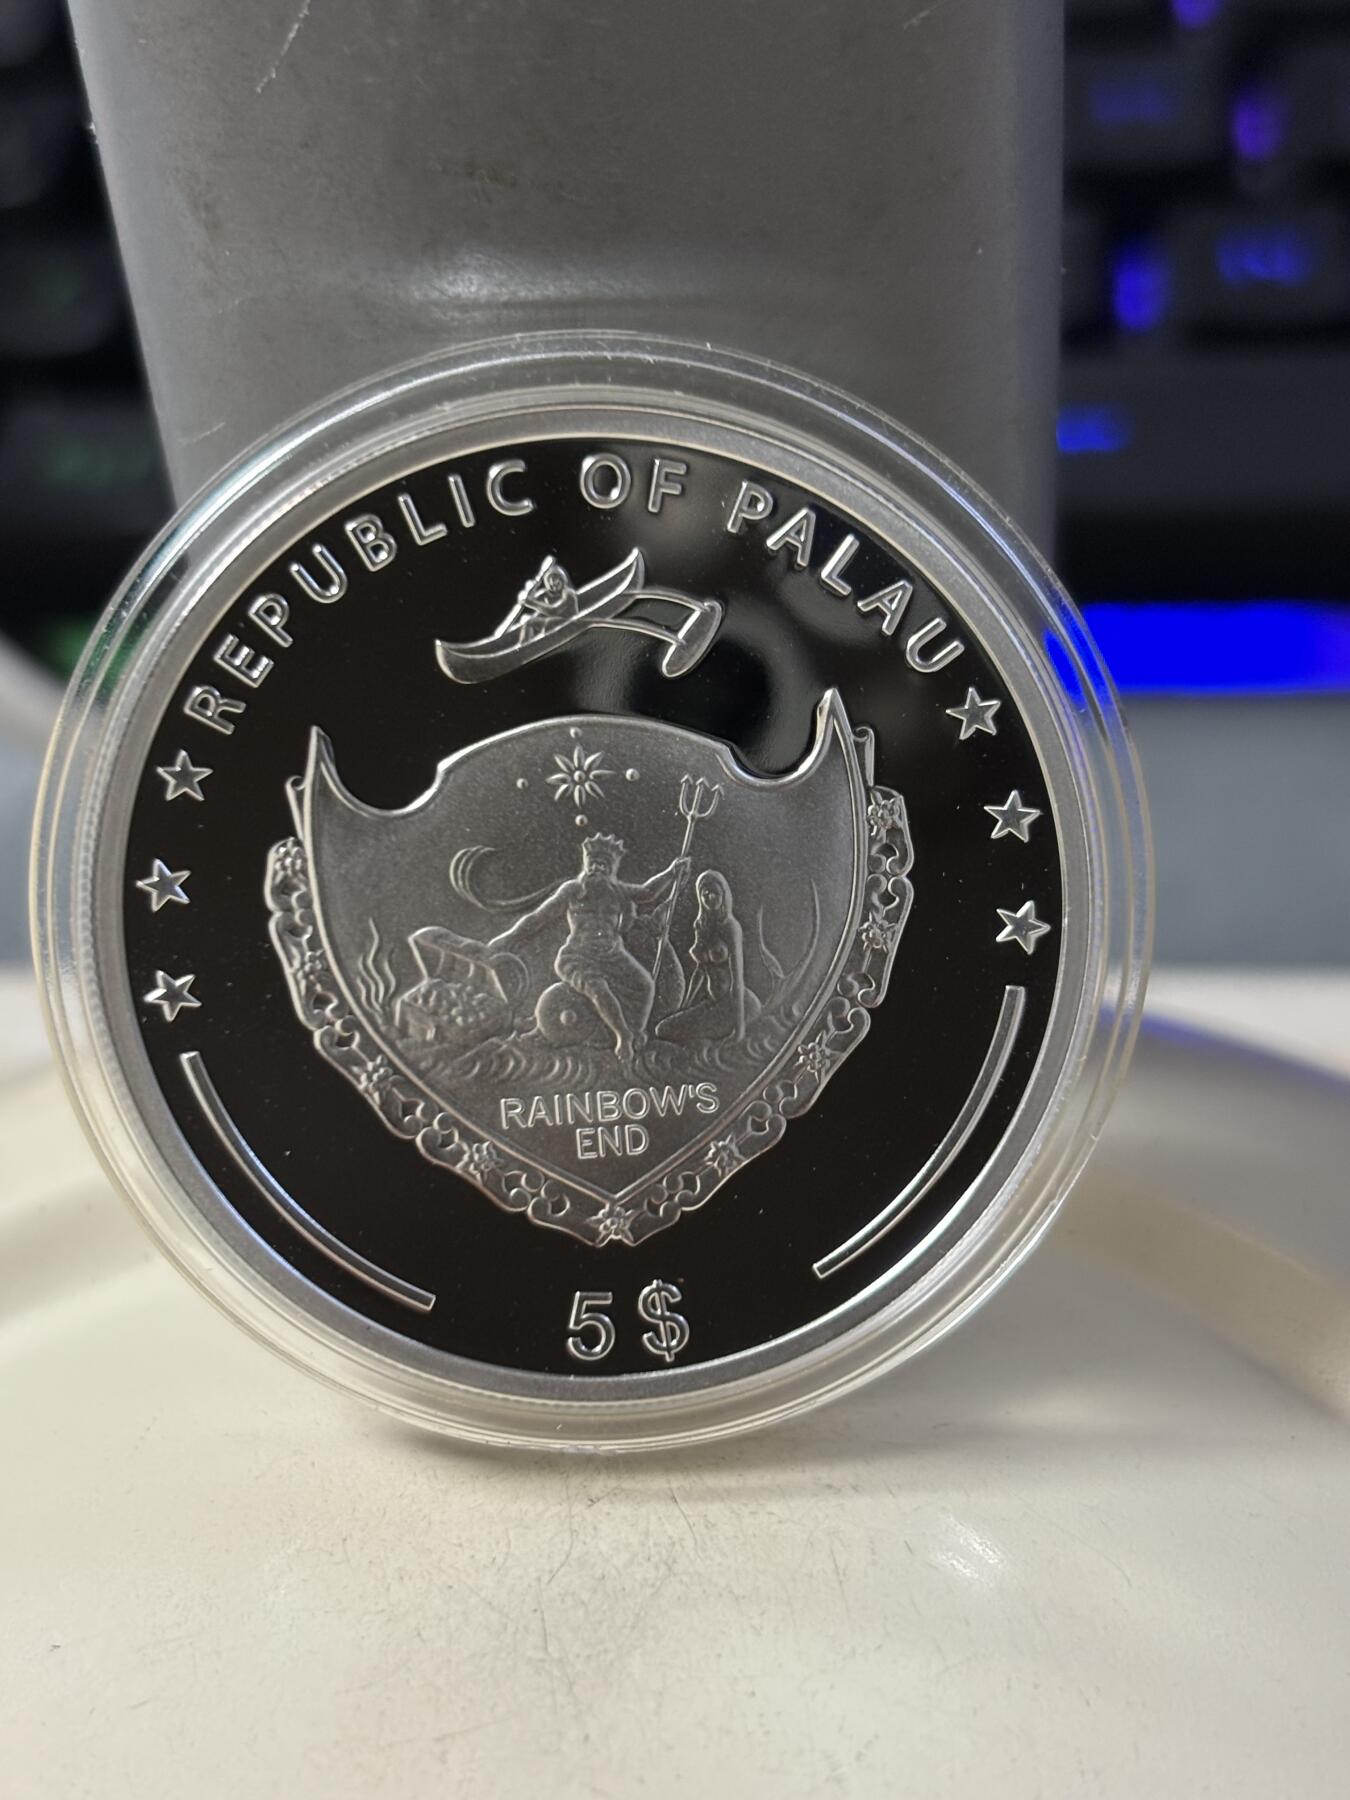 REPUBLIC OF PALAU
RAINBOW'S
END
5 $